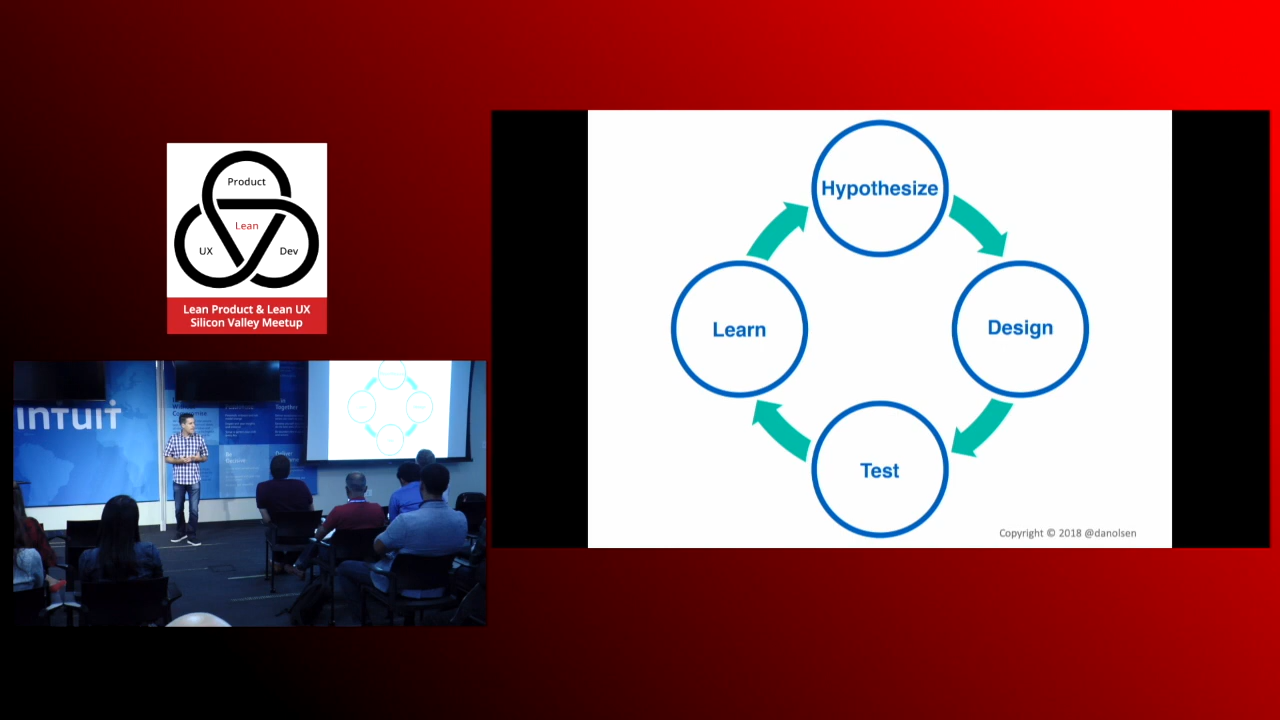 Product
Lean
UX
Dev
Lean Product & Lean UX
Silicon Valley Meetup
INTUIT
Together
Hypothesize
Learn
Design
Test
Copyright © 2018 @danolsen